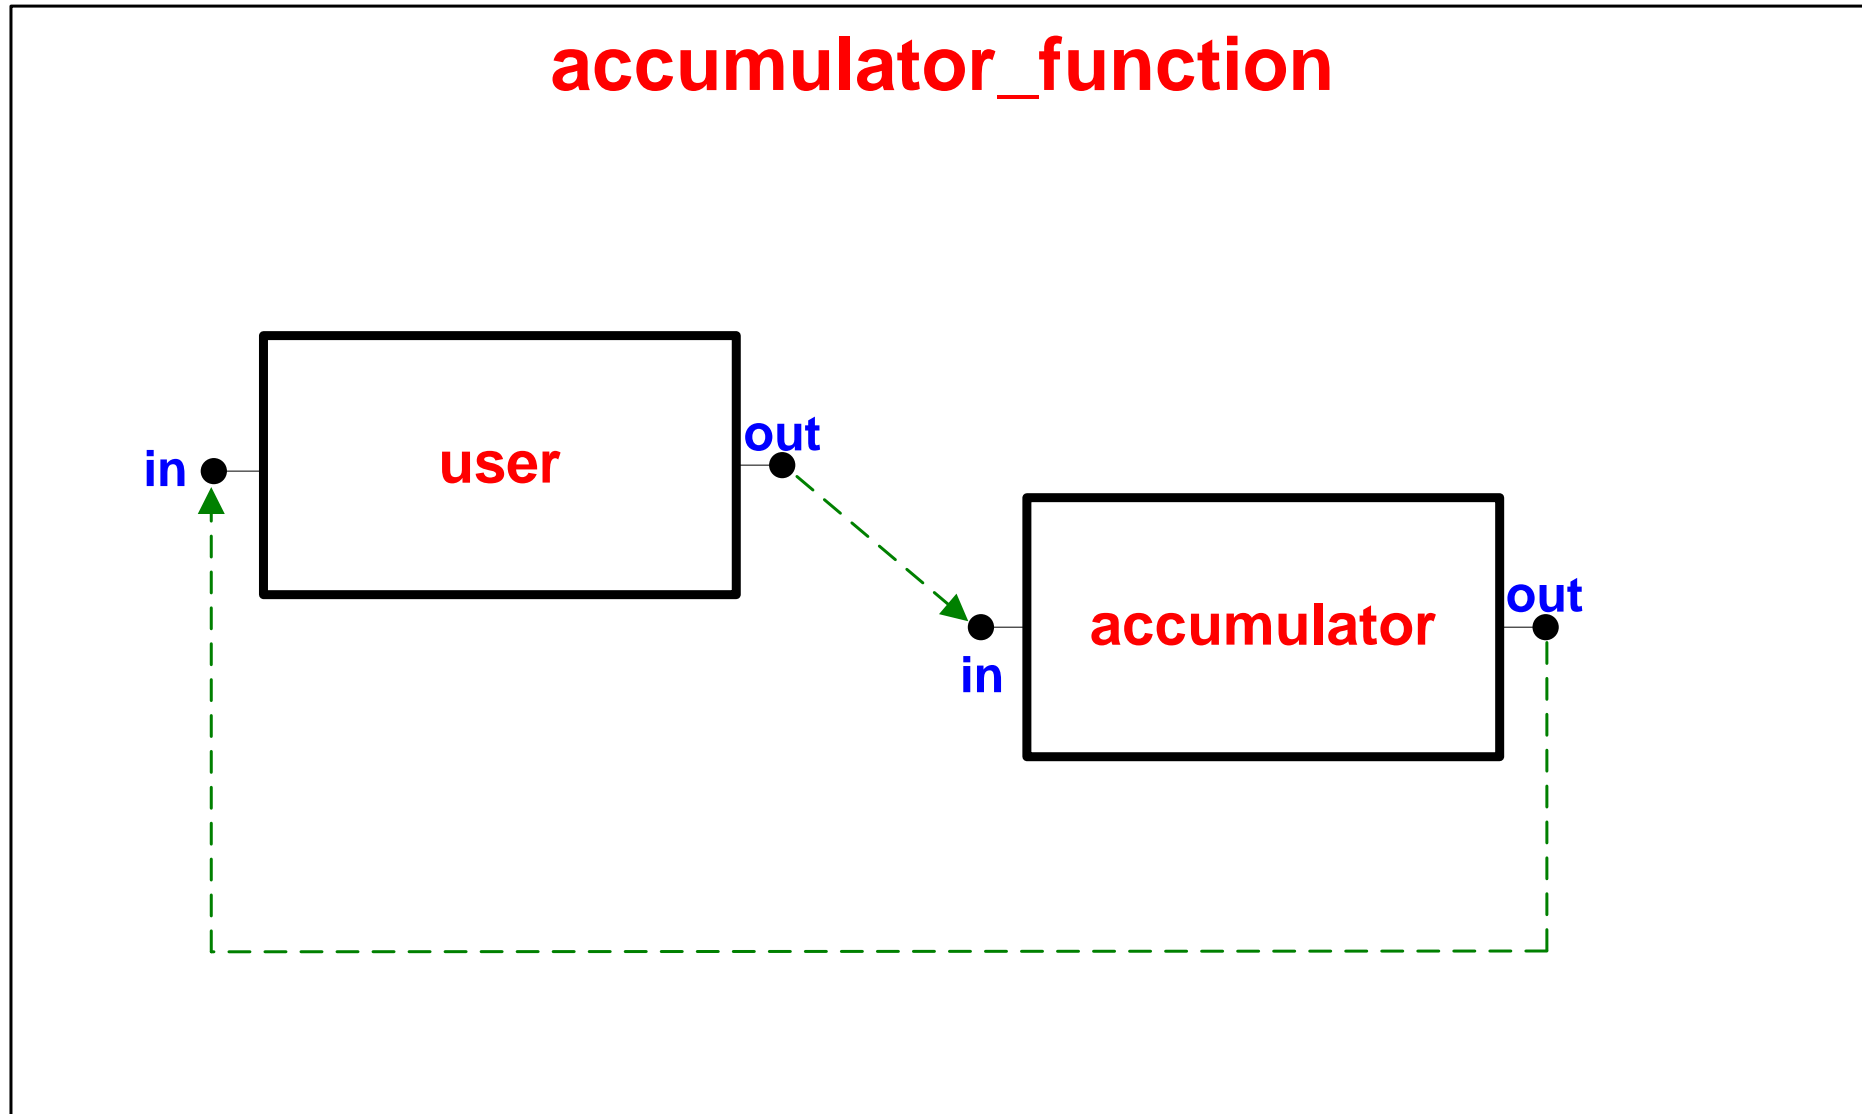 accumulator_function
in
user
out
in
accumulator
out